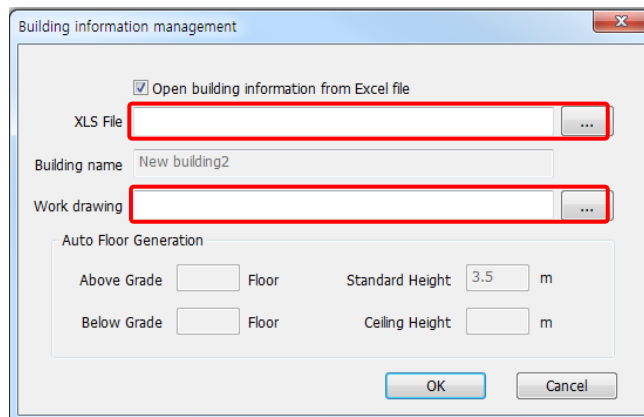 Building information management
Open building information from Excel file
XLS File
...
Building name New building2
Work drawing
...
Auto Floor Generation
Above Grade Floor Standard Height 3.5 m
Below Grade Floor Ceiling Height m
OK Cancel